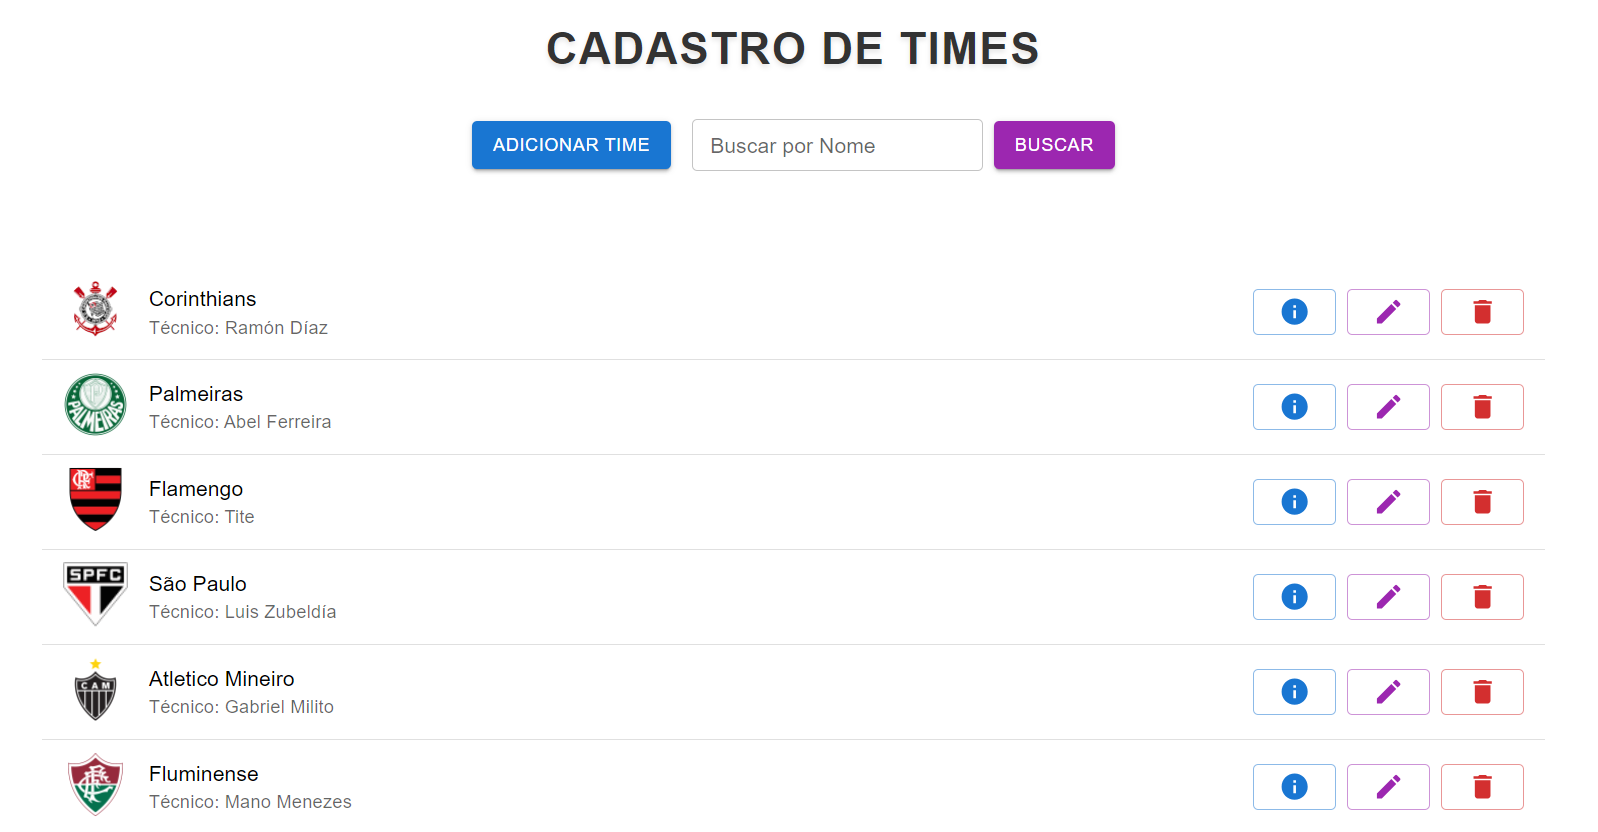 CADASTRO DE TIMES
ADICIONAR TIME
Buscar por Nome
BUSCAR
Corinthians
Técnico: Ramón Díaz
PALMEIRAS
Palmeiras
Técnico: Abel Ferreira
Flamengo
Técnico: Tite
SPFC
São Paulo
Técnico: Luis Zubeldía
CAM
Atletico Mineiro
Técnico: Gabriel Milito
Fluminense
Técnico: Mano Menezes